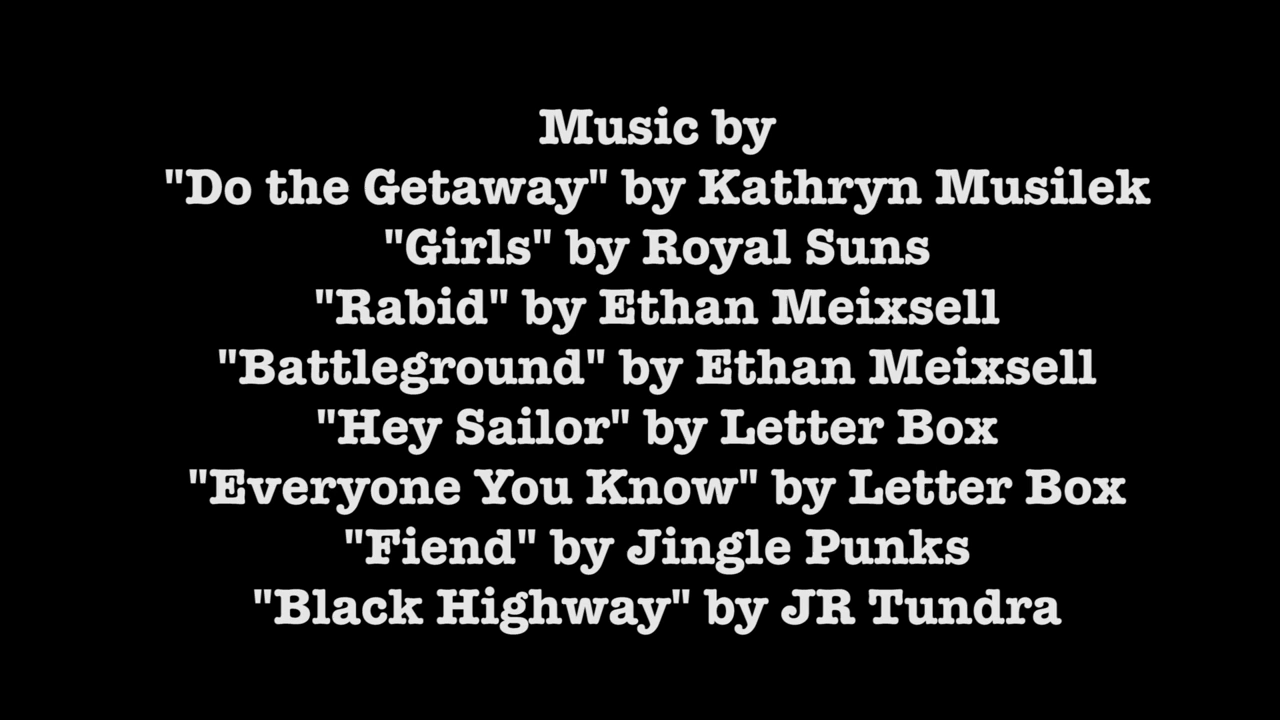 Music by
"Do the Getaway" by Kathryn Musilek
"Girls" by Royal Suns
"Rabid" by Ethan Meixsell
"Battleground" by Ethan Meixsell
"Hey Sailor" by Letter Box
"Everyone You Know" by Letter Box
"Fiend" by Jingle Punks
"Black Highway" by JR Tundra